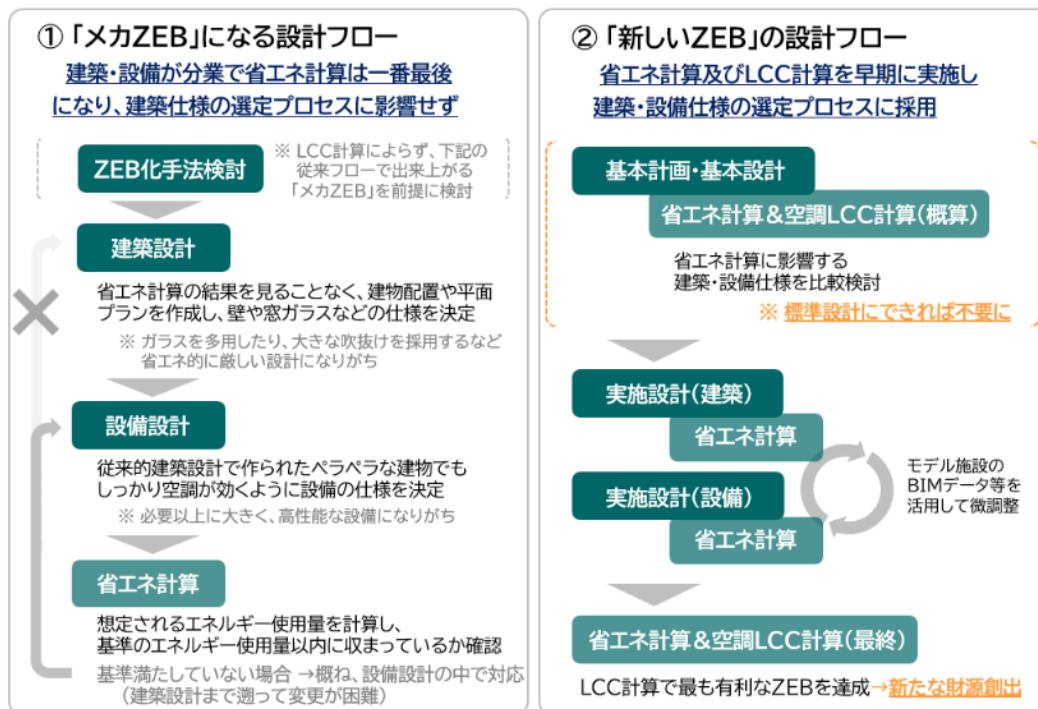 ① 「メカZEB」になる設計フロー
建築・設備が分業で省エネ計算は一番最後
になり、建築仕様の選定プロセスに影響せず
ZEB化手法検討
※ LCC計算によらず、下記の
従来フローで出来上がる
「メカZEB」を前提に検討
建築設計
省エネ計算の結果を見ることなく、建物配置や平面
プランを作成し、壁や窓ガラスなどの仕様を決定
※ ガラスを多用したり、大きな吹抜けを採用するなど
省エネ的に厳しい設計になりがち
設備設計
従来的建築設計で作られたペラペラな建物でも
しっかり空調が効くように設備の仕様を決定
※ 必要以上に大きく、高性能な設備になりがち
省エネ計算
想定されるエネルギー使用量を計算し、
基準のエネルギー使用量以内に収まっているか確認
基準満たしていない場合 →概ね、設備設計の中で対応
(建築設計まで遡って変更が困難)
② 「新しいZEB」の設計フロー
省エネ計算及びLCC計算を早期に実施し
建築・設備仕様の選定プロセスに採用
基本計画・基本設計
省エネ計算&空調LCC計算(概算)
省エネ計算に影響する
建築・設備仕様を比較検討
※ 標準設計にできれば不要に
実施設計(建築)
省エネ計算
実施設計(設備)
省エネ計算
モデル施設の
BIMデータ等を
活用して微調整
省エネ計算&空調LCC計算(最終)
LCC計算で最も有利なZEBを達成→新たな財源創出